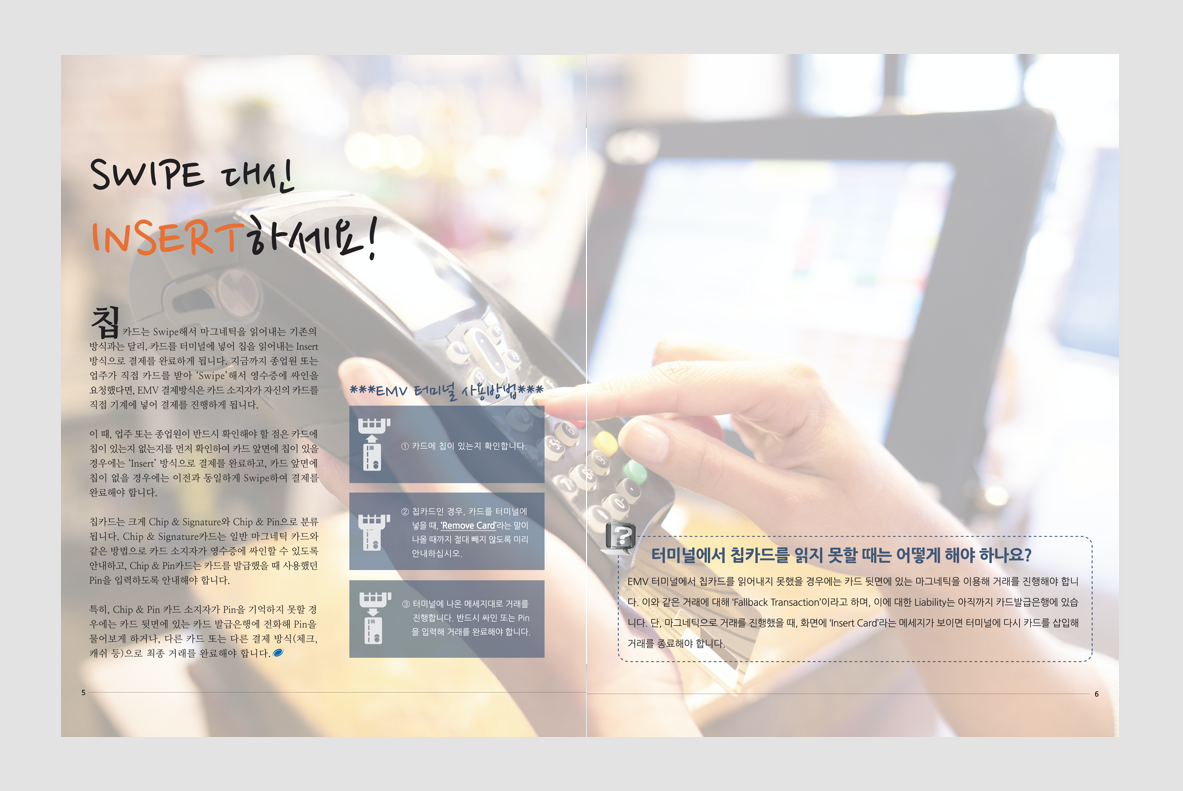 SWIPE 대신
INSERT하세요!
칩카드는 Swipe해서 마그네틱을 읽어내는 기존의
방식과는 달리, 카드를 터미널에 넣어 칩을 읽어내는 Insert
방식으로 결제를 완료하게 됩니다. 지금까지 종업원 또는
업주가 직접 카드를 받아 ‘Swipe’해서 영수증에 싸인을
요청했다면, EMV 결제방식은 카드 소지자가 자신의 카드를
직접 기계에 넣어 결제를 진행하게 됩니다.
이 때, 업주 또는 종업원이 반드시 확인해야 할 점은 카드에
칩이 있는지 없는지를 먼저 확인하여 카드 앞면에 칩이 있을
경우에는 ‘Insert’ 방식으로 결제를 완료하고, 카드 앞면에
칩이 없을 경우에는 이전과 동일하게 Swipe하여 결제를
완료해야 합니다.
칩카드는 크게 Chip & Signature와 Chip & Pin으로 분류
됩니다. Chip & Signature카드는 일반 마그네틱 카드와
같은 방법으로 카드 소지자가 영수증에 싸인할 수 있도록
안내하고, Chip & Pin카드는 카드를 발급했을 때 사용했던
Pin을 입력하도록 안내해야 합니다.
특히, Chip & Pin 카드 소지자가 Pin을 기억하지 못할 경
우에는 카드 뒷면에 있는 카드 발급은행에 전화해 Pin을
물어보게 하거나, 다른 카드 또는 다른 결제 방식(체크,
캐쉬 등)으로 최종 거래를 완료해야 합니다.
***EMV 터미널 사용방법***
① 카드에 칩이 있는지 확인합니다.
② 칩카드인 경우, 카드를 터미널에
넣을 때, ‘Remove Card’라는 말이
나올 때까지 절대 빼지 않도록 미리
안내하십시오.
③ 터미널에 나온 메세지대로 거래를
진행합니다. 반드시 싸인 또는 Pin
을 입력해 거래를 완료해야 합니다.
?
터미널에서 칩카드를 읽지 못할 때는 어떻게 해야 하나요?
EMV 터미널에서 칩카드를 읽어내지 못했을 경우에는 카드 뒷면에 있는 마그네틱을 이용해 거래를 진행해야 합니
다. 이와 같은 거래에 대해 ‘Fallback Transaction’이라고 하며, 이에 대한 Liability는 아직까지 카드발급은행에 있습
니다. 단, 마그네틱으로 거래를 진행했을 때, 화면에 ‘Insert Card’라는 메세지가 보이면 터미널에 다시 카드를 삽입해
거래를 종료해야 합니다.
5
6